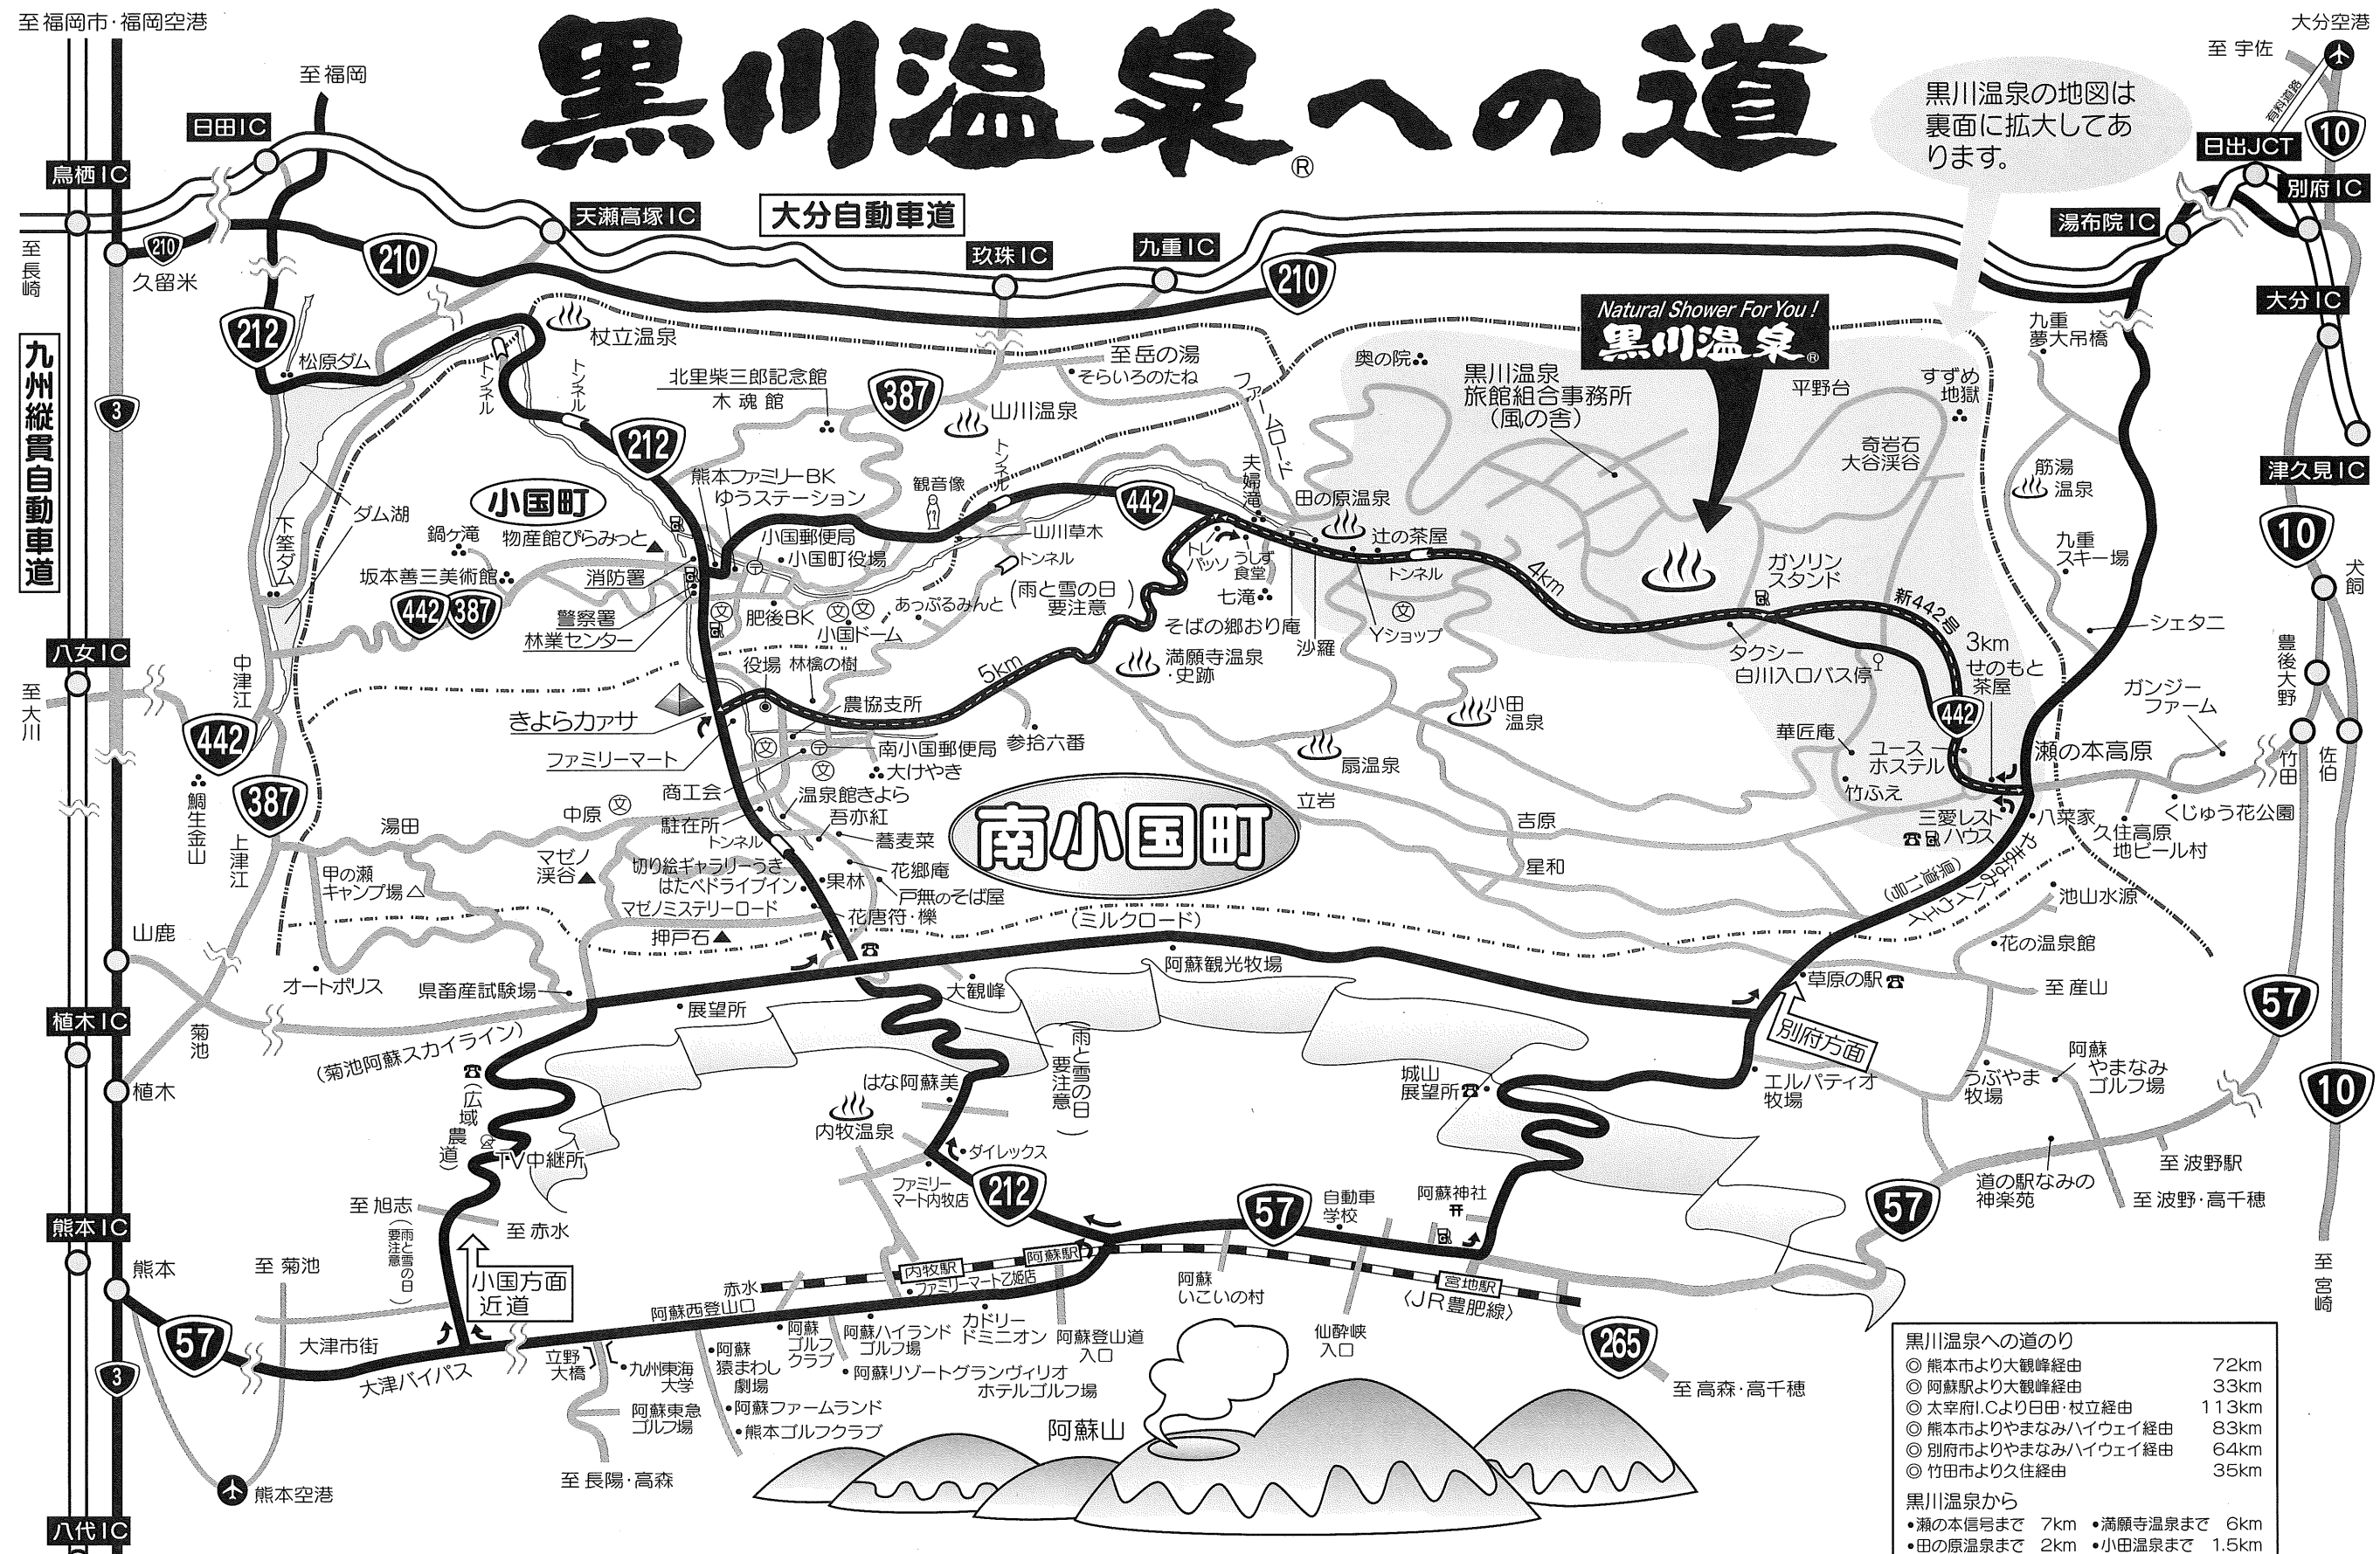 至福岡市・福岡空港
黒川温泉への道®
大分空港
至 宇佐
有料道路
10
至福岡
黒川温泉の地図は
裏面に拡大してあ
ります。
日田IC
鳥栖IC
日出JCT
別府IC
天瀬高塚IC
大分自動車道
湯布院IC
玖珠IC
九重IC
大分IC
至長崎
210
久留米
210
210
212
九州縦貫自動車道
3
杖立温泉
松原ダム
トンネル
トンネル
至岳の湯
そらいろのたね
北里柴三郎記念館
木魂館
387
山川温泉
ファームロード
奥の院
黒川温泉
旅館組合事務所
(風の舎)
Natural Shower For You!
黒川温泉®
平野台
すずめ
地獄
九重
夢大吊橋
奇岩石
大谷渓谷
筋湯
温泉
津久見IC
10
212
小国町
熊本ファミリーBK
ゆうステーション
観音像
トンネル
442
夫婦滝
田の原温泉
辻の茶屋
トンネル
4km
ガソリン
スタンド
新442号
九重
スキー場
犬飼
ダム湖
下筌ダム
鍋ケ滝
物産館ぴらみっと
坂本善三美術館
442
387
消防署
警察署
林業センター
小国郵便局
小国町役場
文
肥後BK
文
文
小国ドーム
山川草木
トンネル
あっぷるみんと
(雨と雪の日
要注意)
トレ
パッソ
うしず
食堂
七滝
そばの郷おり庵
沙羅
Yショップ
文
満願寺温泉
・史跡
タクシー
白川入口バス停
3km
せのもと
茶屋
シェタニ
豊後大野
八女IC
至大川
中津江
442
鯛生金山
387
上津江
役場
林檎の樹
きよらカァサ
農協支所
5km
ファミリーマート
文
南小国郵便局
文
大けやき
参拾六番
小田
温泉
扇温泉
442
華匠庵
ユース
ホステル
竹ふえ
瀬の本高原
ガンジー
ファーム
竹田
佐伯
くじゅう花公園
商工会
温泉館きよら
駐在所
吾亦紅
トンネル
蕎麦菜
切り絵ギャラリーうき
はたべドライブイン
果林
花郷庵
戸無のそば屋
マゼノミステリーロード
花唐符・櫟
押戸石
南小国町
立岩
吉原
星和
三愛レスト
ハウス
八菜家
久住高原
地ビール村
やまなみハイウェイ
(県道11号)
池山水源
花の温泉館
湯田
中原
文
マゼノ
渓谷
甲の瀬
キャンプ場
山鹿
オートポリス
県畜産試験場
展望所
(ミルクロード)
阿蘇観光牧場
大観峰
草原の駅
至 産山
57
植木IC
菊池
植木
(菊池阿蘇スカイライン)
(雨と雪の日
要注意)
別府方面
エルパティオ
牧場
うぶやま
牧場
阿蘇
やまなみ
ゴルフ場
10
(広域農道)
TV中継所
はな阿蘇美
内牧温泉
ダイレックス
ファミリー
マート内牧店
城山
展望所
道の駅なみの
神楽苑
至 波野駅
至 波野・高千穂
至 旭志
(雨と雪の日
要注意)
至 赤水
熊本IC
熊本
至 菊池
小国方面
近道
212
57
自動車
学校
阿蘇神社
57
赤水
内牧駅
阿蘇駅
ファミリーマート乙姫店
阿蘇
いこいの村
宮地駅
〈JR豊肥線〉
至宮崎
阿蘇西登山口
57
大津市街
大津バイパス
3
立野
大橋
九州東海
大学
阿蘇
猿まわし
劇場
阿蘇
ゴルフ
クラブ
阿蘇ハイランド
ゴルフ場
カドリー
ドミニオン
阿蘇登山道
入口
仙酔峡
入口
265
至 高森・高千穂
阿蘇リゾートグランヴィリオ
ホテルゴルフ場
阿蘇東急
ゴルフ場
阿蘇ファームランド
熊本ゴルフクラブ
阿蘇山
至 長陽・高森
熊本空港
八代IC
黒川温泉への道のり
◎ 熊本市より大観峰経由 72km
◎ 阿蘇駅より大観峰経由 33km
◎ 太宰府I.Cより日田・杖立経由 113km
◎ 熊本市よりやまなみハイウェイ経由 83km
◎ 別府市よりやまなみハイウェイ経由 64km
◎ 竹田市より久住経由 35km
黒川温泉から
•瀬の本信号まで 7km •満願寺温泉まで 6km
•田の原温泉まで 2km •小田温泉まで 1.5km